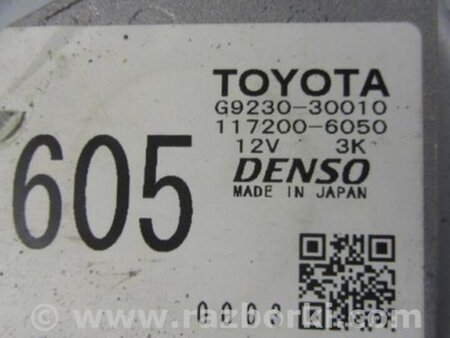 TOYOTA
G9230-30010
117200-6050
12V 3K
605
DENSO
MADE IN JAPAN
© www.razborki.com